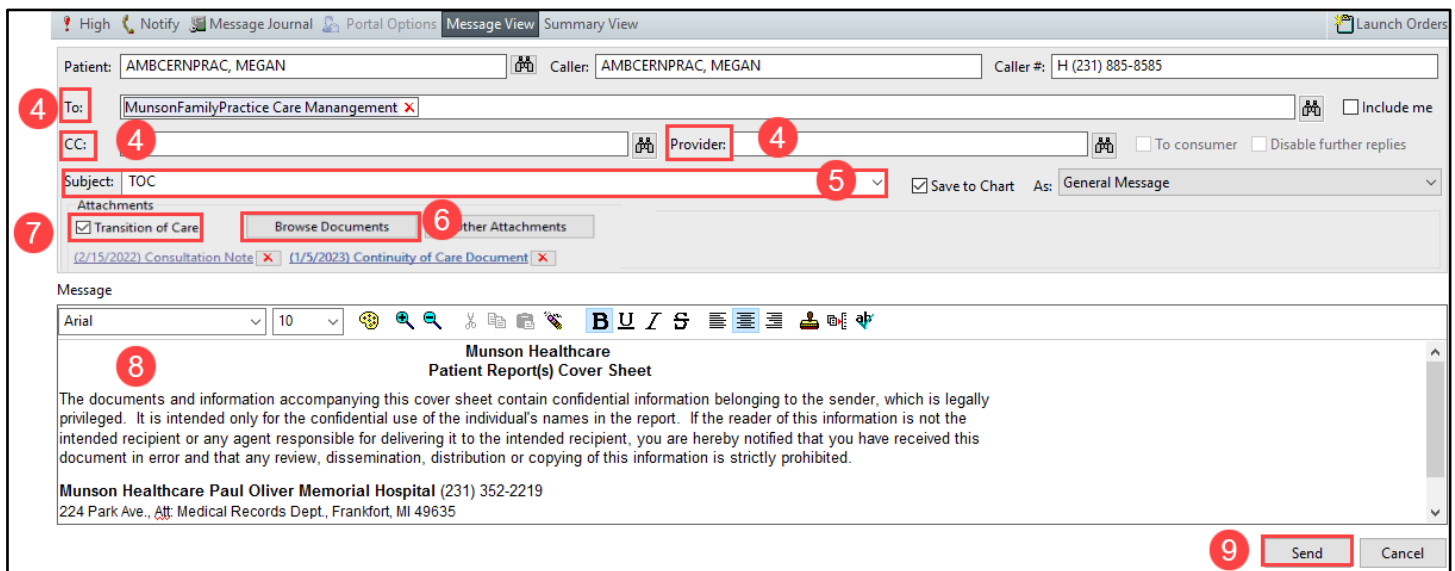 High Notify Message Journal Portal Options Message View Summary View Launch Orders
Patient: AMBCERNPRAC, MEGAN Caller: AMBCERNPRAC, MEGAN Caller #: H (231) 885-8585
4 To: MunsonFamilyPractice Care Manangement Include me
CC: 4 Provider: 4 To consumer Disable further replies
Subject: TOC 5 Save to Chart As: General Message
Attachments
7 Transition of Care Browse Documents 6 ther Attachments
(2/15/2022) Consultation Note (1/5/2023) Continuity of Care Document
Message
Arial 10 B U I S
8
Munson Healthcare
Patient Report(s) Cover Sheet
The documents and information accompanying this cover sheet contain confidential information belonging to the sender, which is legally
privileged. It is intended only for the confidential use of the individual's names in the report. If the reader of this information is not the
intended recipient or any agent responsible for delivering it to the intended recipient, you are hereby notified that you have received this
document in error and that any review, dissemination, distribution or copying of this information is strictly prohibited.
Munson Healthcare Paul Oliver Memorial Hospital (231) 352-2219
224 Park Ave., Att: Medical Records Dept., Frankfort, MI 49635
9 Send Cancel